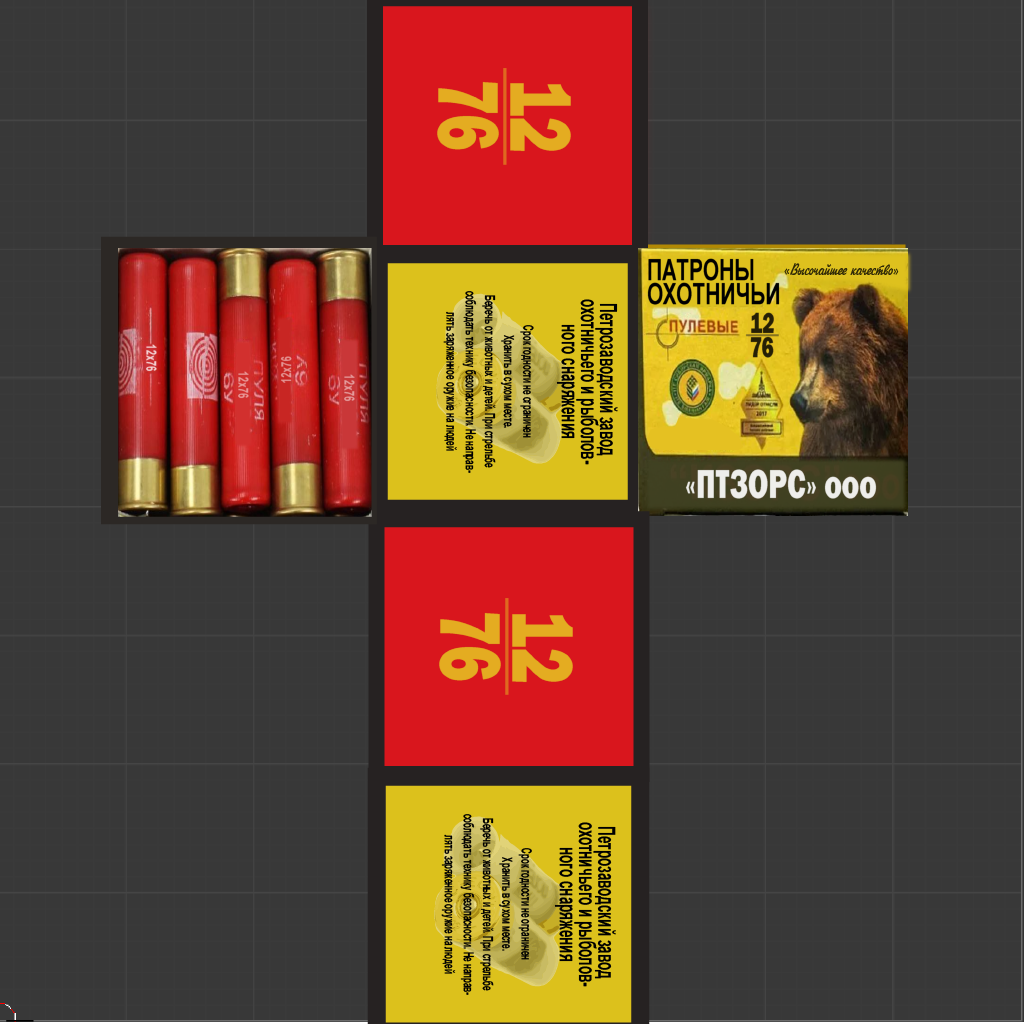 12
76
12x76
ПУЛЯ
6У
12x76
12x76
ПУЛЯ
6У
12x76
Петрозаводский завод
охотничьего и рыболов-
ного снаряжения
Срок годности не ограничен
Хранить в сухом месте.
Беречь от животных и детей. При стрельбе
соблюдать технику безопасности. Не направ-
лять заряженное оружие на людей
ПАТРОНЫ
ОХОТНИЧЬИ
«Высочайшее качество»
ПУЛЕВЫЕ
12
76
2017
«ПТЗОРС» ООО
12
76
Петрозаводский завод
охотничьего и рыболов-
ного снаряжения
Срок годности не ограничен
Хранить в сухом месте.
Беречь от животных и детей. При стрельбе
соблюдать технику безопасности. Не направ-
лять заряженное оружие на людей